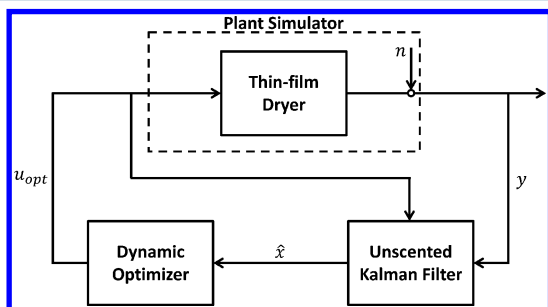 Plant Simulator
n
Thin-film
Dryer
u_opt
y
Dynamic
Optimizer
x̂
Unscented
Kalman Filter